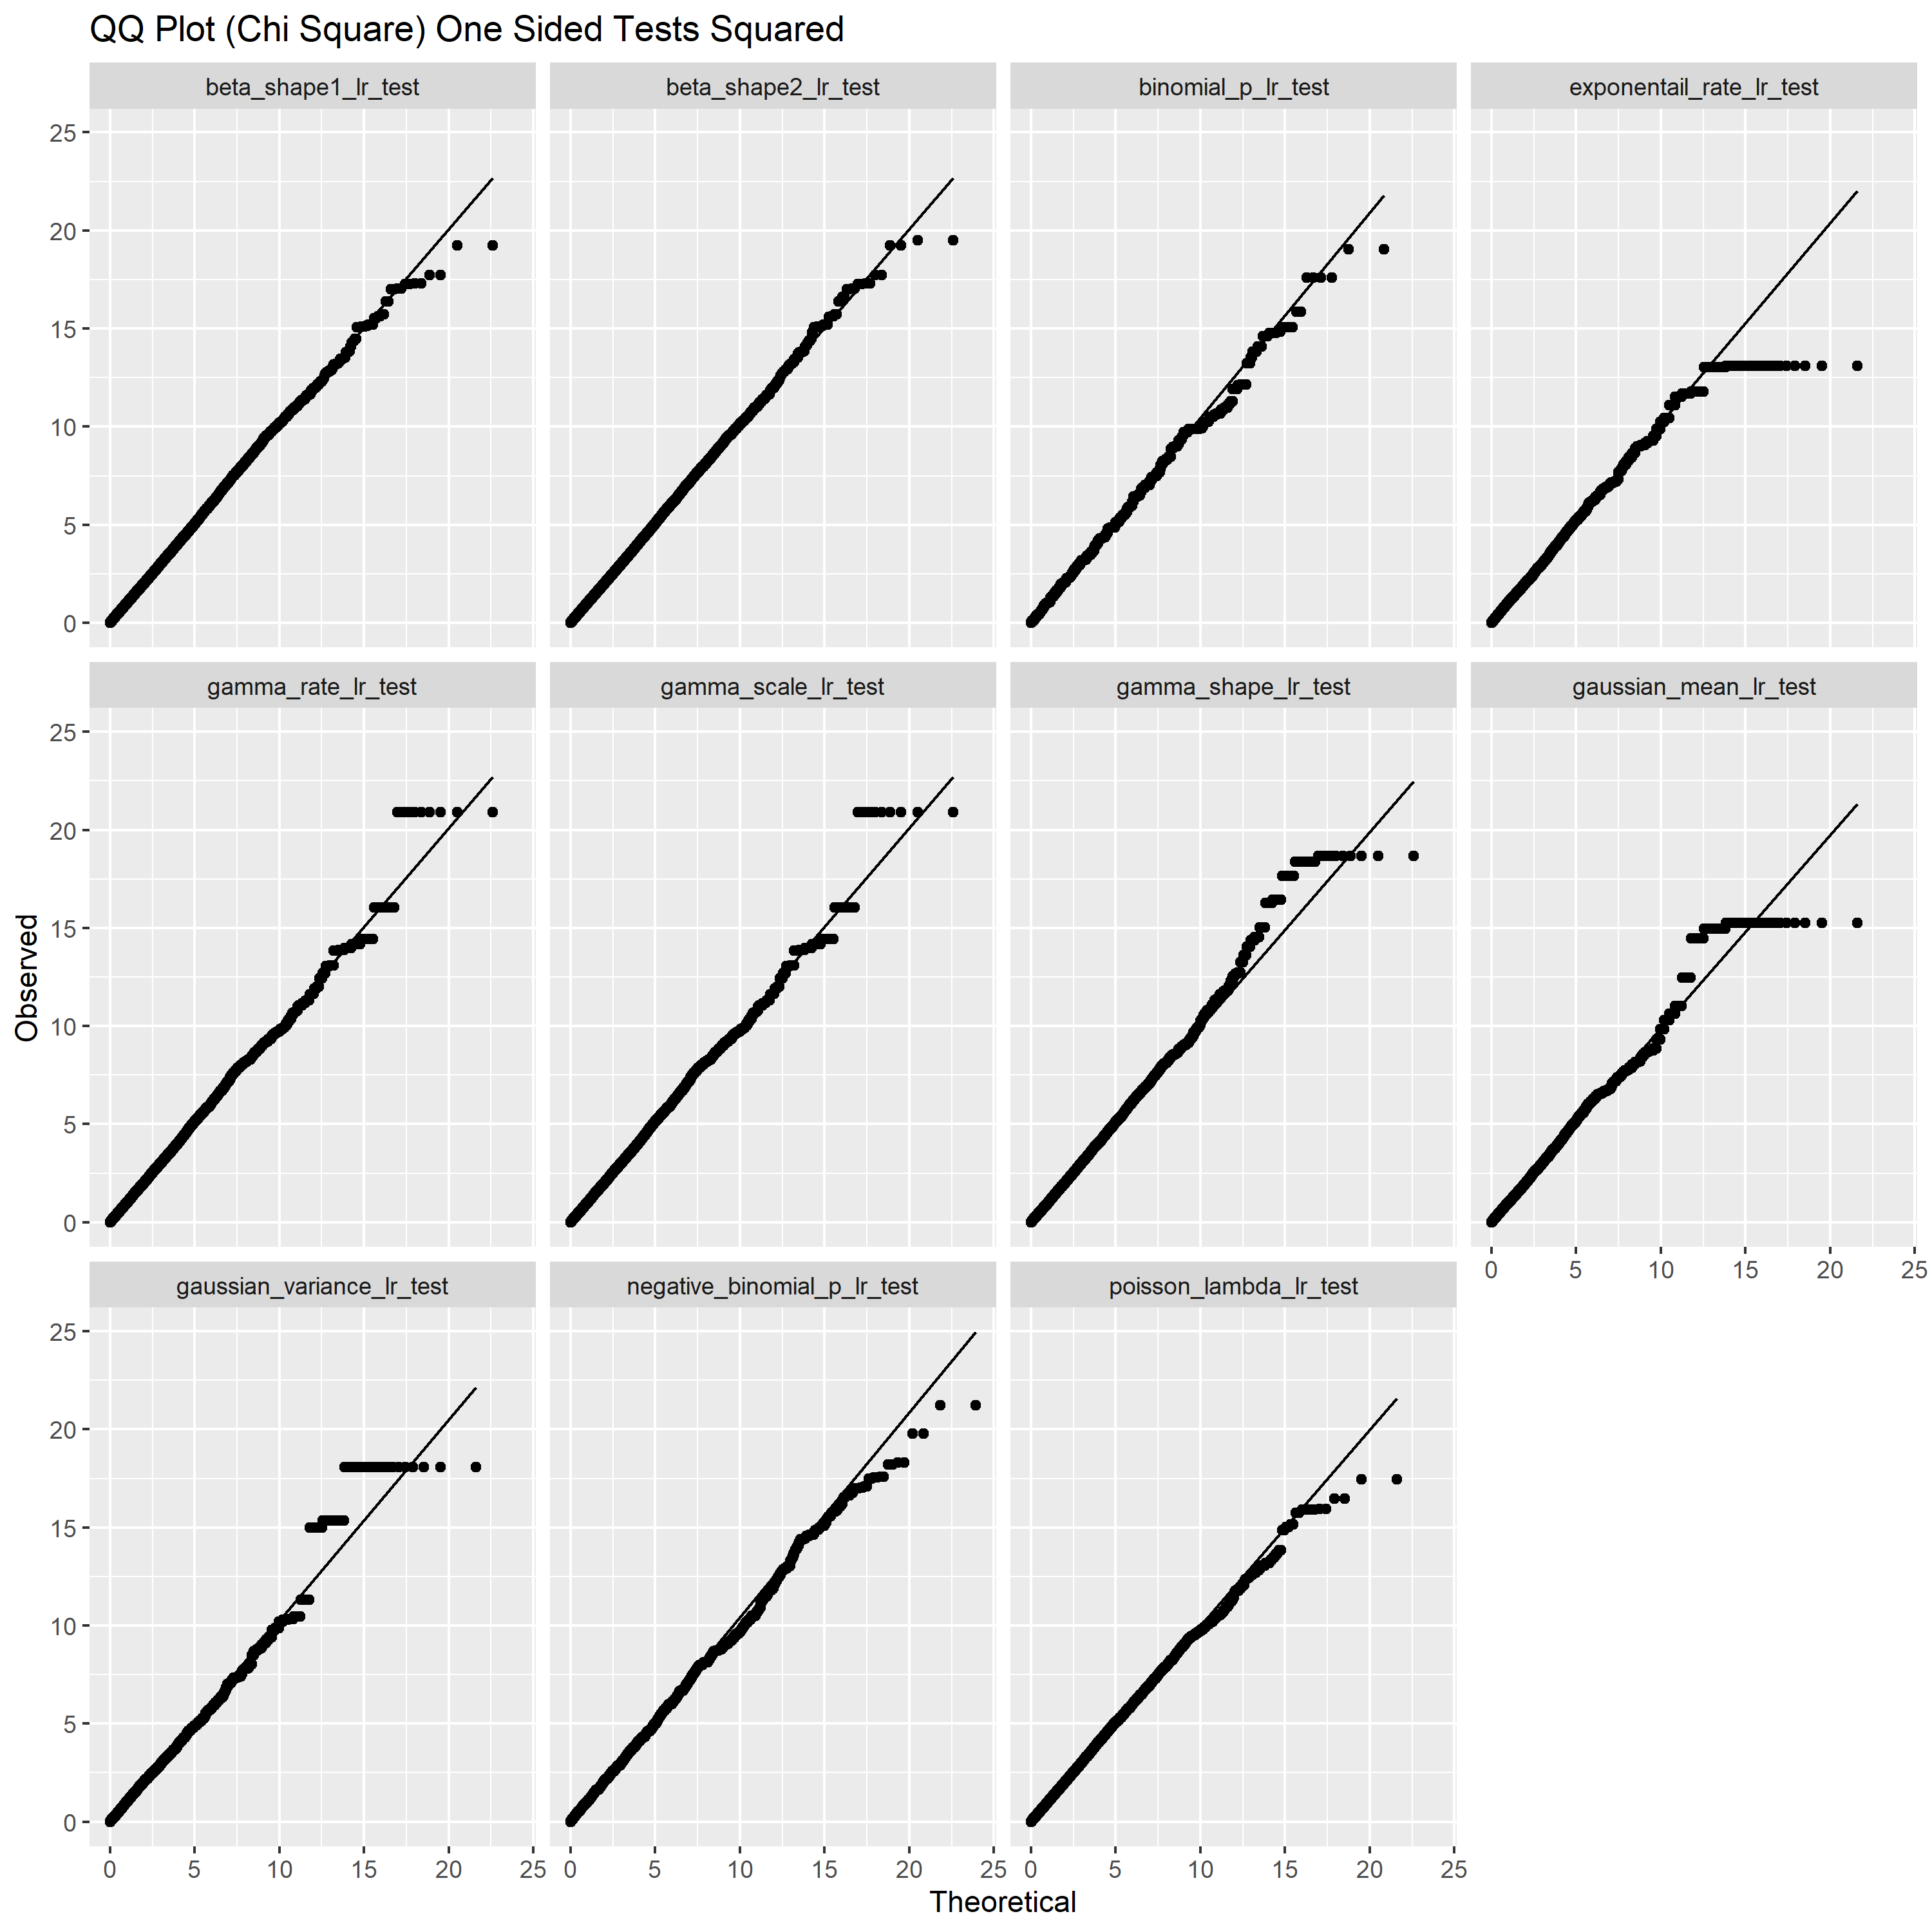 QQ Plot (Chi Square) One Sided Tests Squared
beta_shape1_lr_test
beta_shape2_lr_test
binomial_p_lr_test
exponentail_rate_lr_test
25
20
15
10
5
0
gamma_rate_lr_test
gamma_scale_lr_test
gamma_shape_lr_test
gaussian_mean_lr_test
25
20
15
10
5
0
0 5 10 15 20 25
Observed
gaussian_variance_lr_test
negative_binomial_p_lr_test
poisson_lambda_lr_test
25
20
15
10
5
0
0 5 10 15 20 25
0 5 10 15 20 25
0 5 10 15 20 25
Theoretical